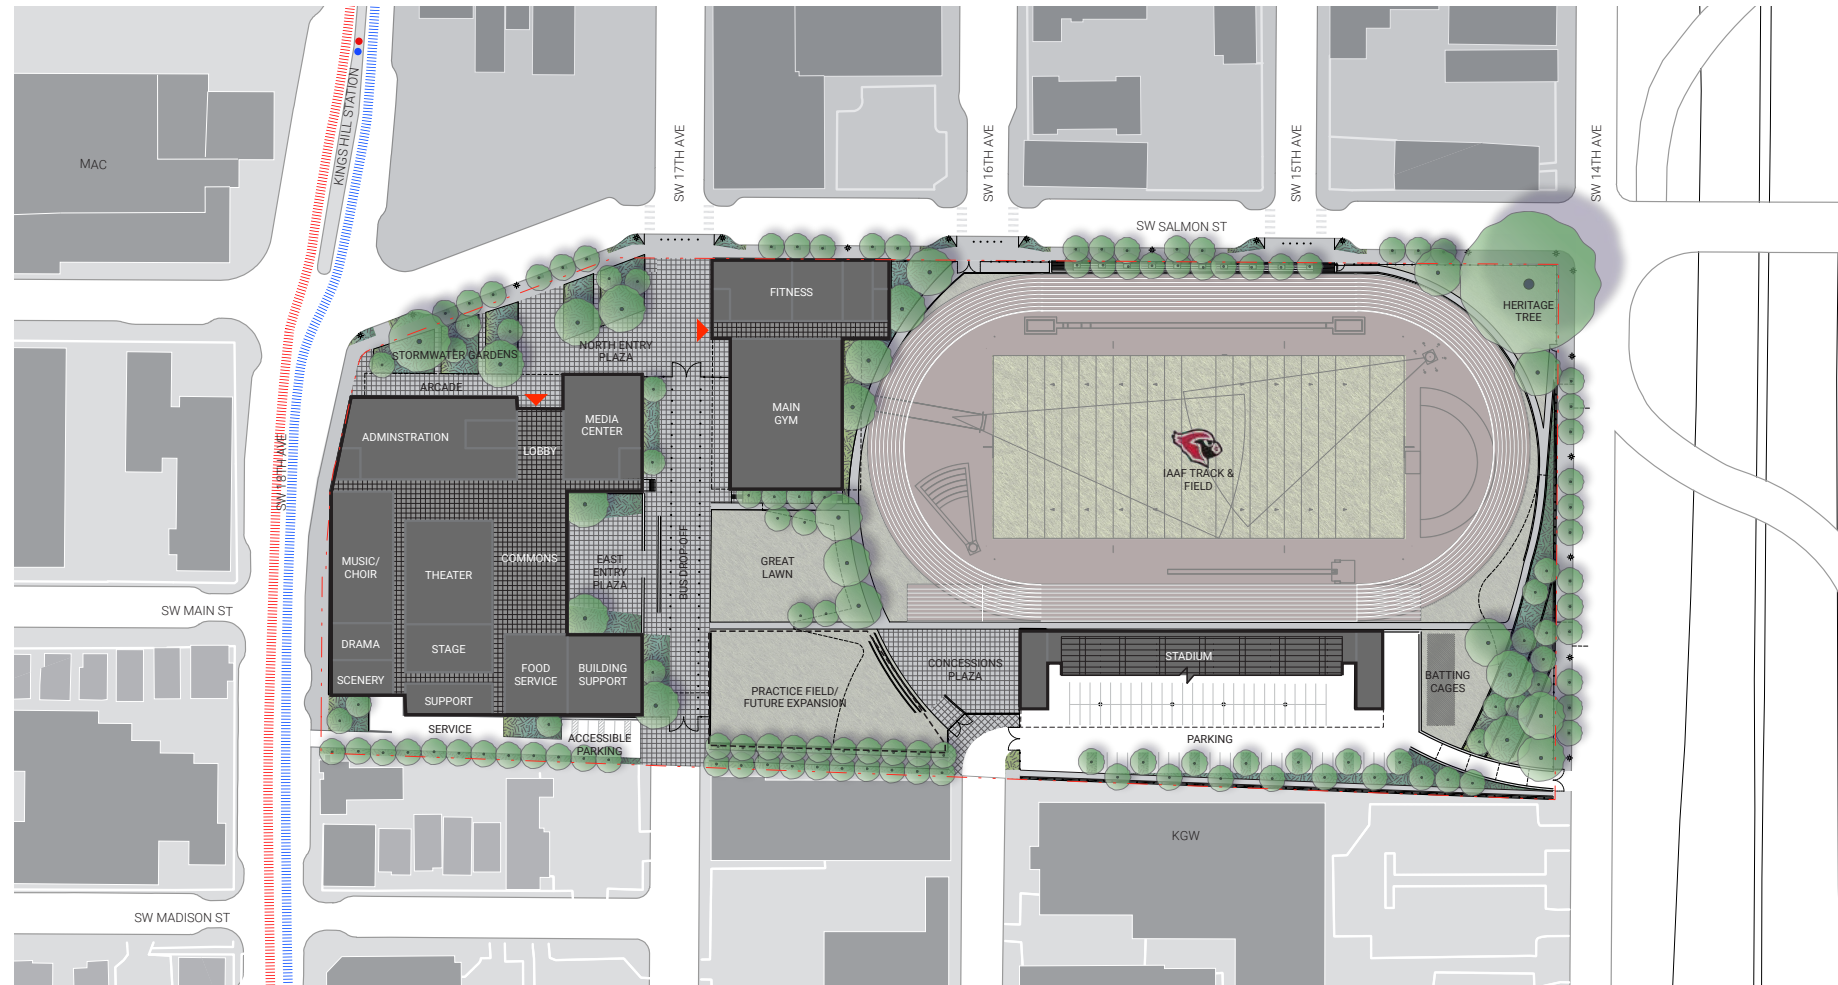 KINGS HILL STATION
MAC
SW 17TH AVE
SW 16TH AVE
SW 15TH AVE
SW 14TH AVE
SW SALMON ST
FITNESS
HERITAGE
TREE
STORMWATER GARDENS
NORTH ENTRY
PLAZA
ARCADE
MEDIA
CENTER
MAIN
GYM
ADMINSTRATION
LOBBY
SW 18TH AVE
IAAF TRACK &
FIELD
MUSIC/
CHOIR
THEATER
COMMONS
EAST
ENTRY
PLAZA
BUS DROP-OFF
GREAT
LAWN
SW MAIN ST
DRAMA
STAGE
SCENERY
FOOD
SERVICE
BUILDING
SUPPORT
SUPPORT
CONCESSIONS
PLAZA
STADIUM
BATTING
CAGES
PRACTICE FIELD/
FUTURE EXPANSION
SERVICE
ACCESSIBLE
PARKING
PARKING
KGW
SW MADISON ST